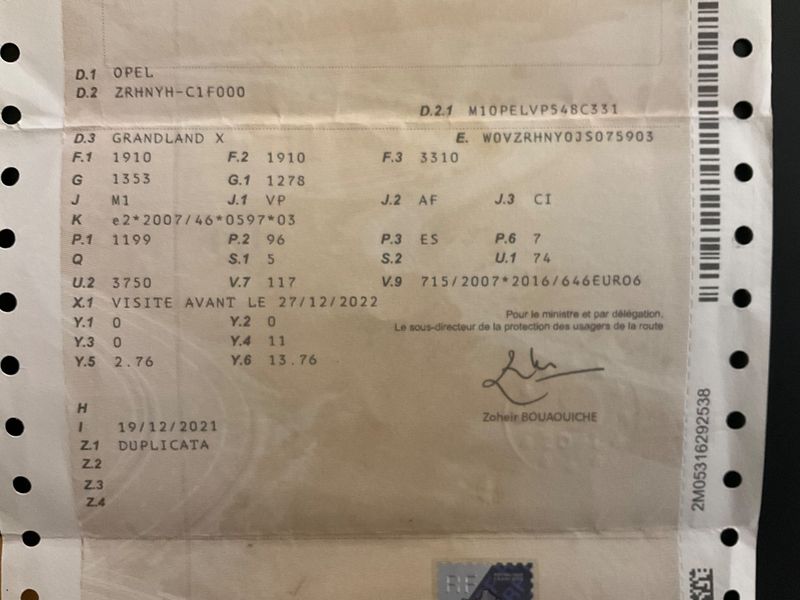 D.1 OPEL
D.2 ZRHNYH-C1F000
D.2.1 M10PELVP548C331
D.3 GRANDLAND X E. W0VZRHNY0JS075903
F.1 1910 F.2 1910 F.3 3310
G 1353 G.1 1278
J M1 J.1 VP J.2 AF J.3 CI
K e2*2007/46*0597*03
P.1 1199 P.2 96 P.3 ES P.6 7
Q S.1 5 S.2 U.1 74
U.2 3750 V.7 117 V.9 715/2007*2016/646EURO6
X.1 VISITE AVANT LE 27/12/2022
Y.1 0 Y.2 0
Y.3 0 Y.4 11
Y.5 2.76 Y.6 13.76
Pour le ministre et par délégation,
Le sous-directeur de la protection des usagers de la route
Zoheir BOUAOUICHE
H
I 19/12/2021
Z.1 DUPLICATA
Z.2
Z.3
Z.4
2M05316292538
RF